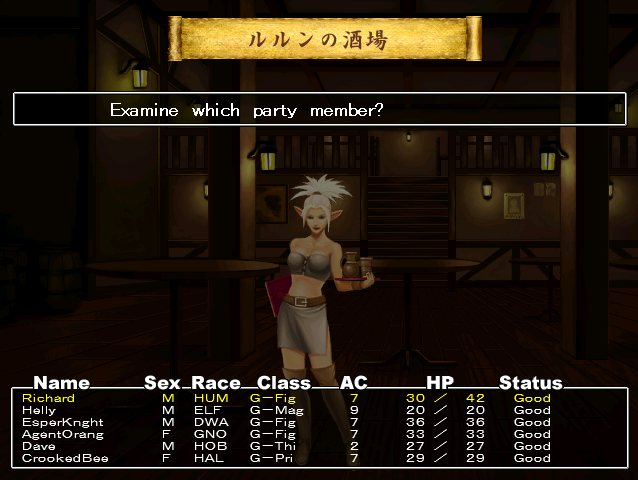 ルルンの酒場
Examine which party member?
Name Sex Race Class AC HP Status
Richard M HUM G-Fig 7 30 / 42 Good
Helly M ELF G-Mag 9 20 / 20 Good
EsperKnght M DWA G-Fig 7 36 / 36 Good
AgentOrang F GNO G-Fig 7 33 / 33 Good
Dave M HOB G-Thi 2 27 / 27 Good
CrookedBee F HAL G-Pri 7 29 / 29 Good